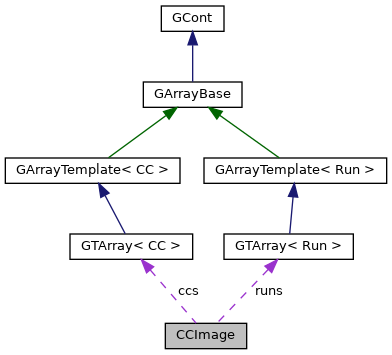 GCont
GArrayBase
GArrayTemplate< CC >
GArrayTemplate< Run >
GTArray< CC >
GTArray< Run >
ccs
runs
CCImage